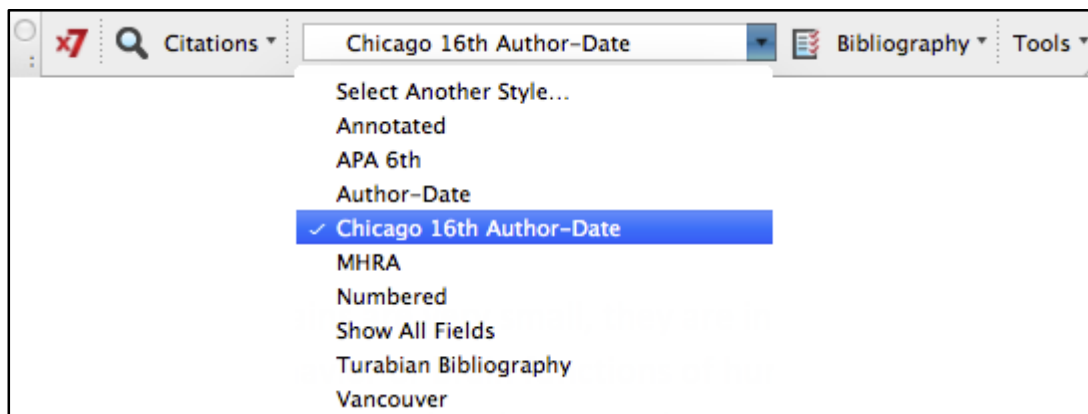 x7 Citations Chicago 16th Author-Date Bibliography Tools
Select Another Style...
Annotated
APA 6th
Author-Date
✓ Chicago 16th Author-Date
MHRA
Numbered
Show All Fields
Turabian Bibliography
Vancouver